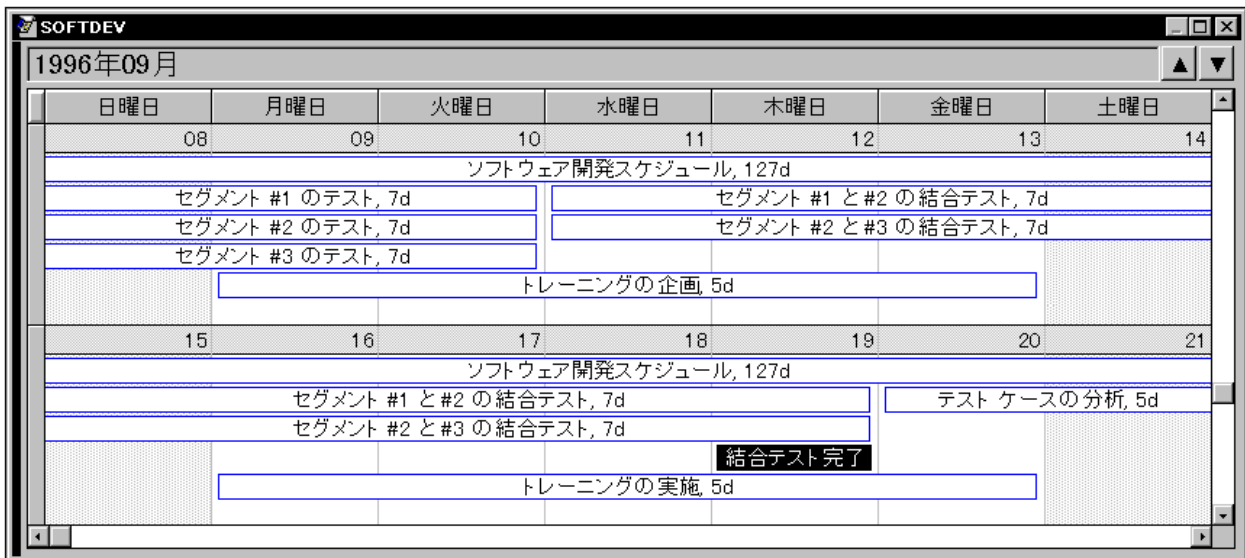 SOFTDEV
1996年09月
日曜日 月曜日 火曜日 水曜日 木曜日 金曜日 土曜日
08 09 10 11 12 13 14
ソフトウェア開発スケジュール, 127d
セグメント #1 のテスト, 7d セグメント #1 と#2 の結合テスト, 7d
セグメント #2 のテスト, 7d セグメント #2 と#3 の結合テスト, 7d
セグメント #3 のテスト, 7d
トレーニングの企画, 5d
15 16 17 18 19 20 21
ソフトウェア開発スケジュール, 127d
セグメント #1 と#2 の結合テスト, 7d テスト ケースの分析, 5d
セグメント #2 と#3 の結合テスト, 7d
結合テスト完了
トレーニングの実施, 5d